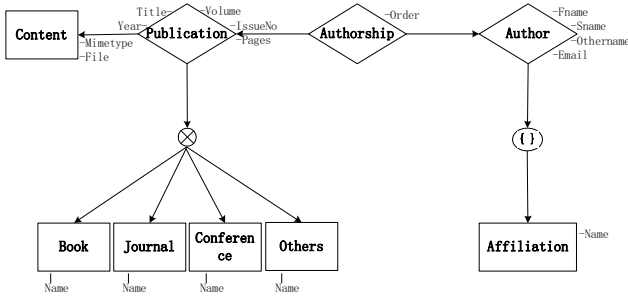 Title
-Volume
-Fname
Year
-IssueNo
-Order
-Sname
Content
Publication
Authorship
Author
-Mimetype
-Pages
-Othername
-File
-Email
{ }
Book
Journal
Conferen
ce
Others
Affiliation
-Name
Name
Name
Name
Name